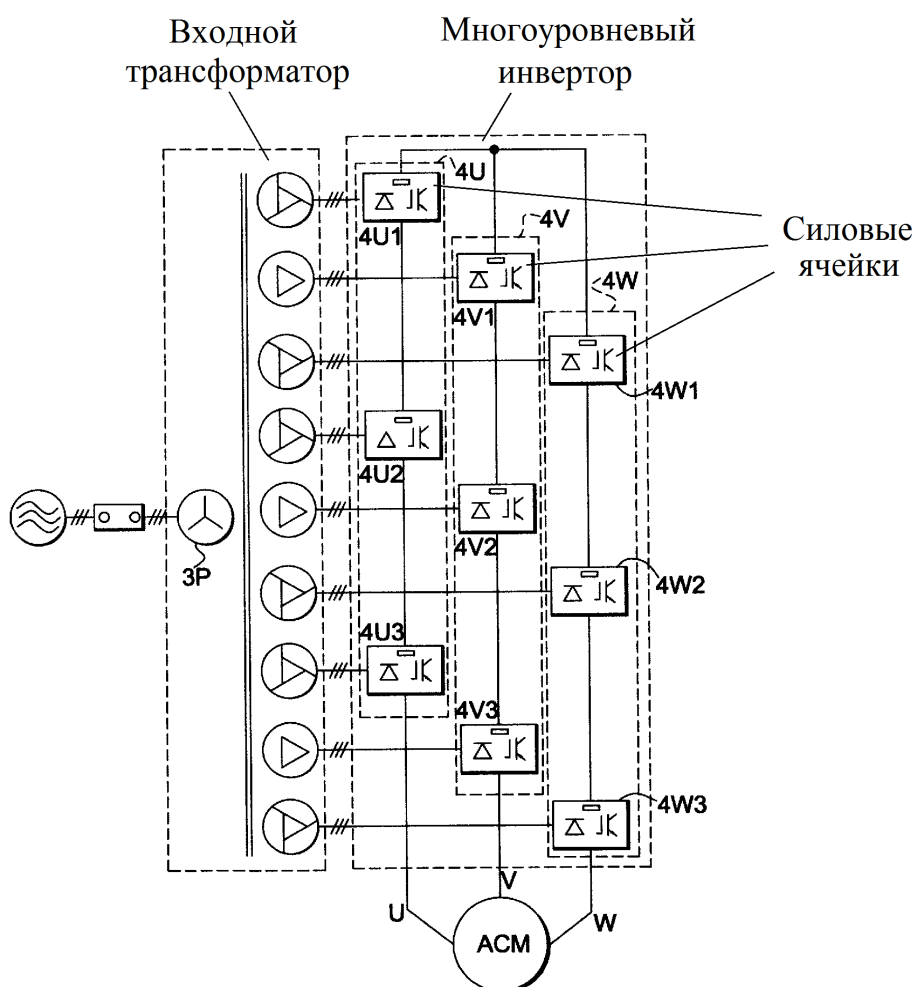 Входной
трансформатор
Многоуровневый
инвертор
4U
4U1
4V
Силовые
ячейки
4W
4V1
4W1
4U2
3P
4V2
4W2
4U3
4V3
4W3
U
V
W
ACM